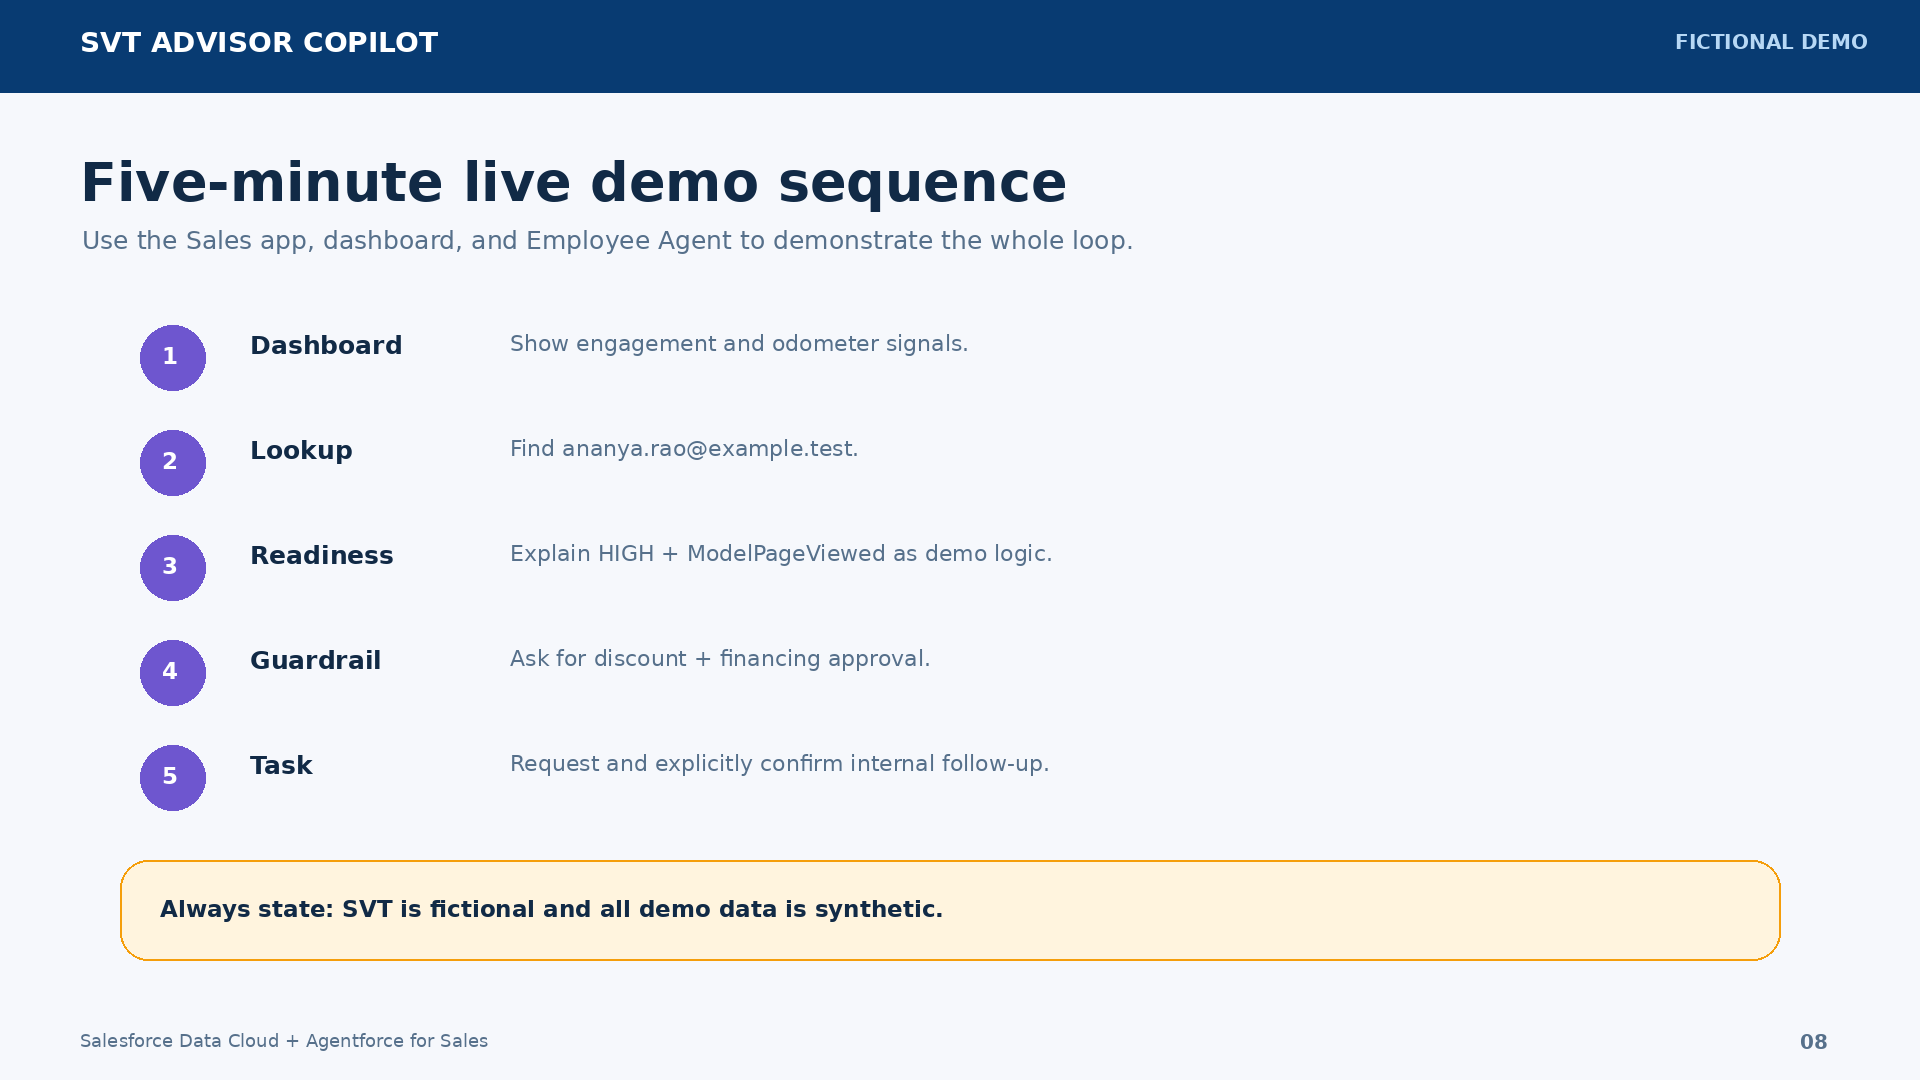 SVT ADVISOR COPILOT
FICTIONAL DEMO
Five-minute live demo sequence
Use the Sales app, dashboard, and Employee Agent to demonstrate the whole loop.
1 Dashboard Show engagement and odometer signals.
2 Lookup Find ananya.rao@example.test.
3 Readiness Explain HIGH + ModelPageViewed as demo logic.
4 Guardrail Ask for discount + financing approval.
5 Task Request and explicitly confirm internal follow-up.
Always state: SVT is fictional and all demo data is synthetic.
Salesforce Data Cloud + Agentforce for Sales
08